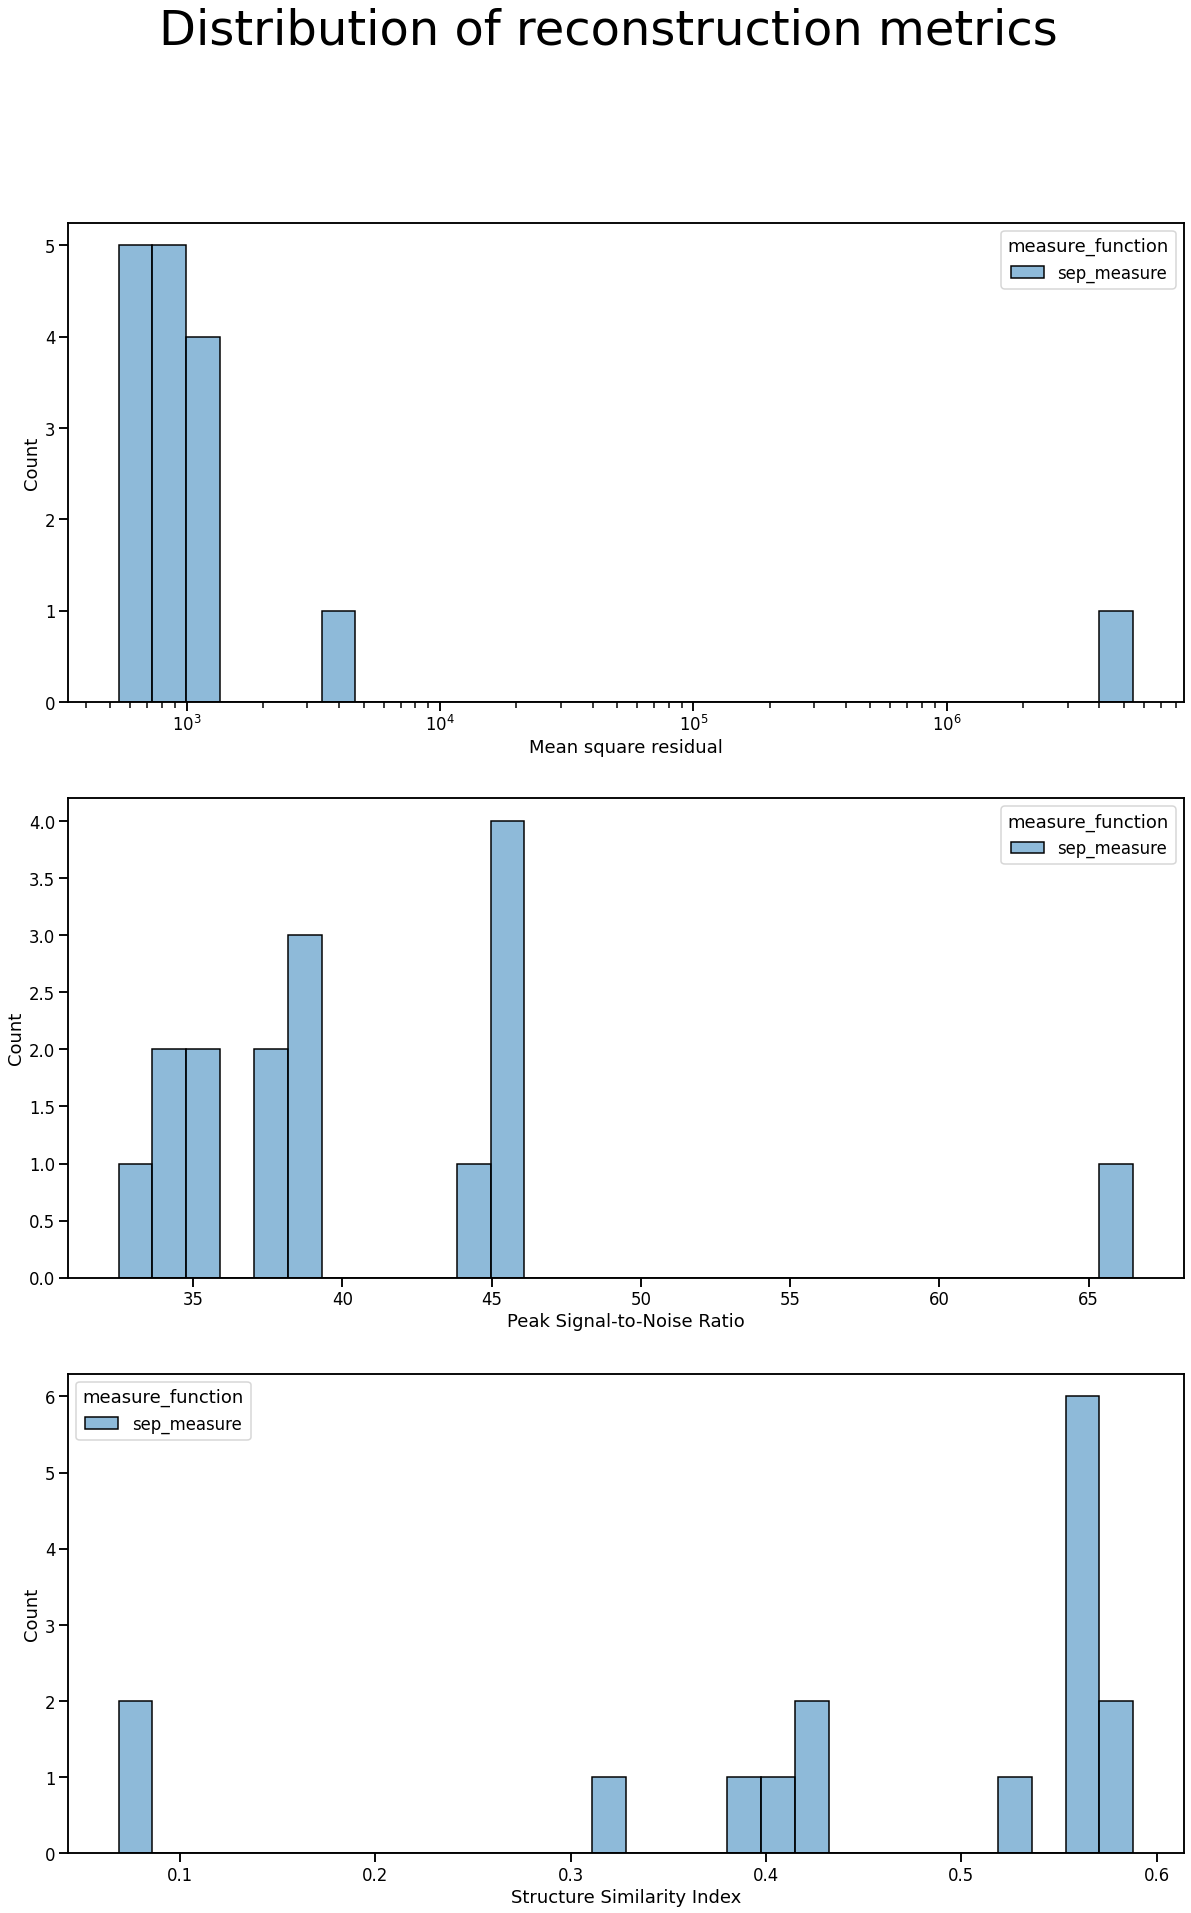 Distribution of reconstruction metrics
measure_function
sep_measure
5
4
3
2
1
0
Count
10³ 10⁴ 10⁵ 10⁶
Mean square residual
measure_function
sep_measure
4.0
3.5
3.0
2.5
2.0
1.5
1.0
0.5
0.0
Count
35 40 45 50 55 60 65
Peak Signal-to-Noise Ratio
measure_function
sep_measure
6
5
4
3
2
1
0
Count
0.1 0.2 0.3 0.4 0.5 0.6
Structure Similarity Index